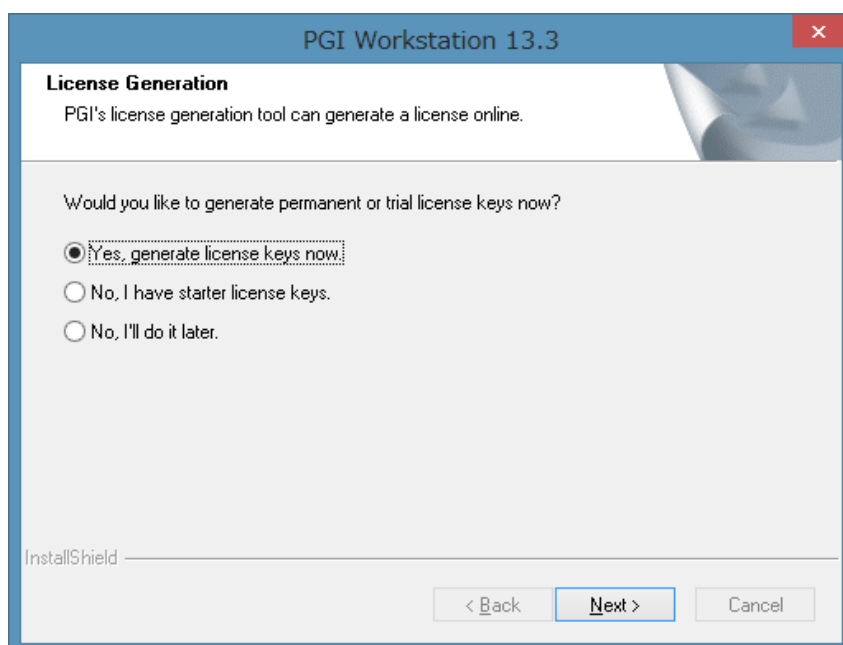 PGI Workstation 13.3
License Generation
PGI's license generation tool can generate a license online.
Would you like to generate permanent or trial license keys now?
Yes, generate license keys now.
No, I have starter license keys.
No, I'll do it later.
InstallShield
< Back
Next >
Cancel